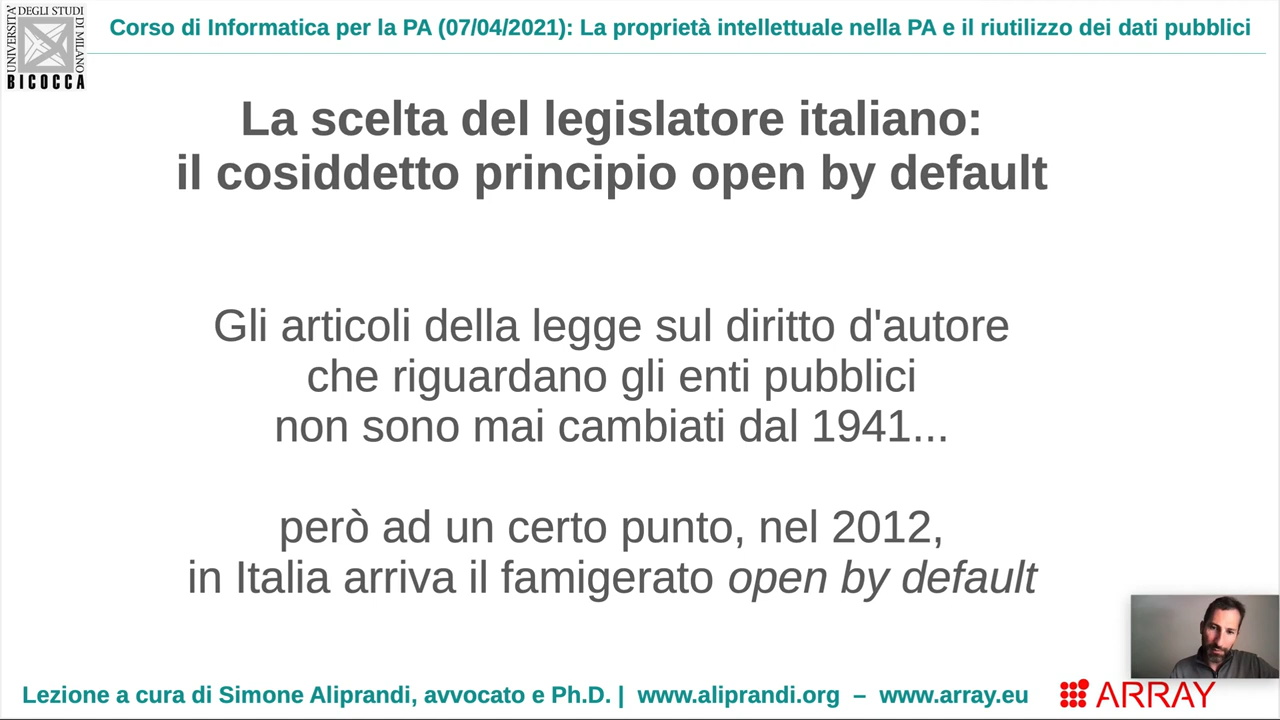 UNIVERSITA'
DEGLI STUDI
DI MILANO
BICOCCA
Corso di Informatica per la PA (07/04/2021): La proprietà intellettuale nella PA e il riutilizzo dei dati pubblici
La scelta del legislatore italiano:
il cosiddetto principio open by default
Gli articoli della legge sul diritto d'autore
che riguardano gli enti pubblici
non sono mai cambiati dal 1941...
però ad un certo punto, nel 2012,
in Italia arriva il famigerato open by default
Lezione a cura di Simone Aliprandi, avvocato e Ph.D. | www.aliprandi.org – www.array.eu
ARRAY